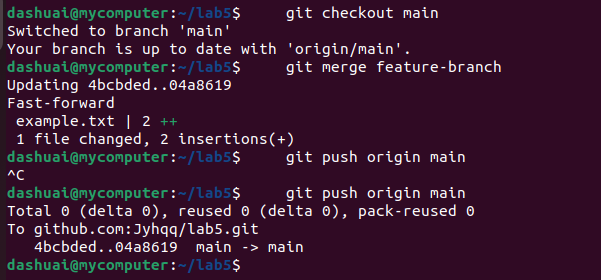 dashuai@mycomputer:~/lab5$     git checkout main
Switched to branch 'main'
Your branch is up to date with 'origin/main'.
dashuai@mycomputer:~/lab5$     git merge feature-branch
Updating 4bcbded..04a8619
Fast-forward
 example.txt | 2 ++
 1 file changed, 2 insertions(+)
dashuai@mycomputer:~/lab5$     git push origin main
^C
dashuai@mycomputer:~/lab5$     git push origin main
Total 0 (delta 0), reused 0 (delta 0), pack-reused 0
To github.com:Jyhqq/lab5.git
   4bcbded..04a8619  main -> main
dashuai@mycomputer:~/lab5$